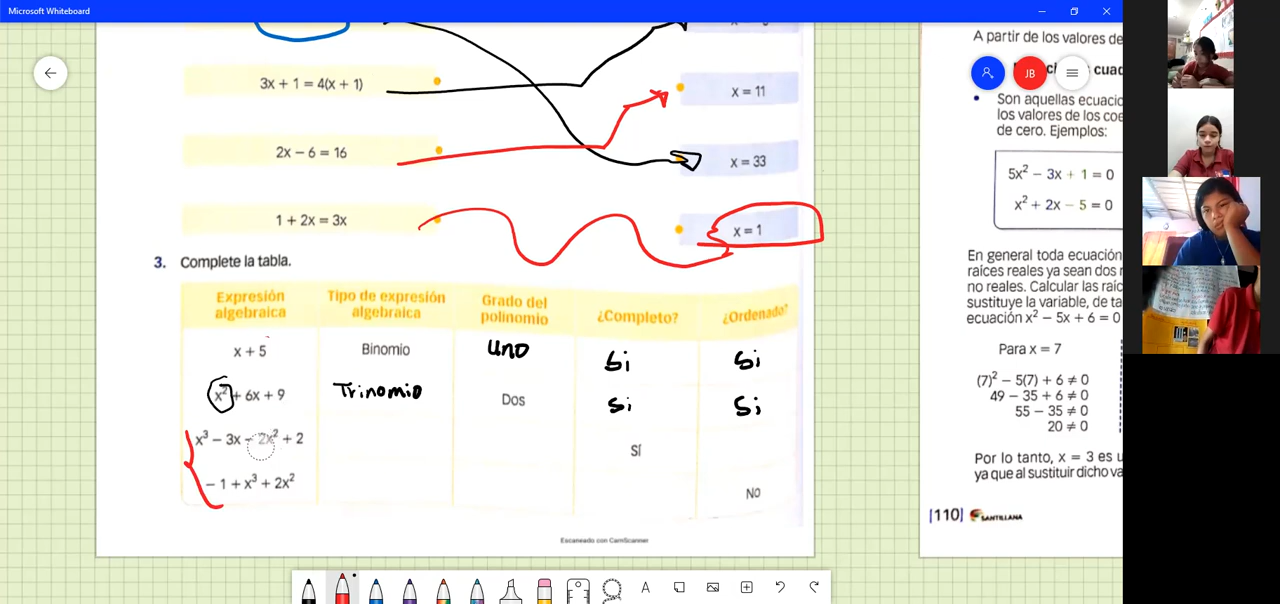 Microsoft Whiteboard
3x + 1 = 4(x + 1)
x = 11
2x − 6 = 16
x = 33
1 + 2x = 3x
x = 1
3. Complete la tabla.
Expresión algebraica
Tipo de expresión algebraica
Grado del polinomio
¿Completo?
¿Ordenado?
x + 5
Binomio
Uno
Si
Si
x² + 6x + 9
Trinomio
Dos
Si
Si
x³ − 3x − 2x² + 2
Sí
− 1 + x³ + 2x²
No
Escaneado con CamScanner
A partir de los valores de
cuad
JB
• Son aquellas ecuacio
los valores de los coe
de cero. Ejemplos:
5x² − 3x + 1 = 0
x² + 2x − 5 = 0
En general toda ecuación
raíces reales ya sean dos r
no reales. Calcular las raíc
sustituye la variable, de ta
ecuación x² − 5x + 6 = 0
Para x = 7
(7)² − 5(7) + 6 ≠ 0
49 − 35 + 6 ≠ 0
55 − 35 ≠ 0
20 ≠ 0
Por lo tanto, x = 3 es u
ya que al sustituir dicho va
[110] SANTILLANA
A